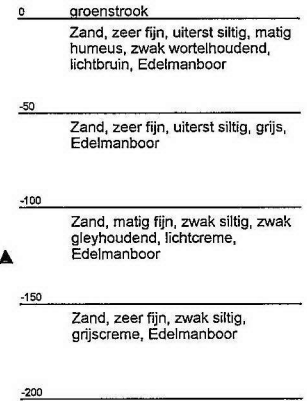 0 groenstrook
Zand, zeer fijn, uiterst siltig, matig
humeus, zwak wortelhoudend,
lichtbruin, Edelmanboor
-50
Zand, zeer fijn, uiterst siltig, grijs,
Edelmanboor
-100
Zand, matig fijn, zwak siltig, zwak
gleyhoudend, lichtcreme,
Edelmanboor
-150
Zand, zeer fijn, zwak siltig,
grijscreme, Edelmanboor
-200